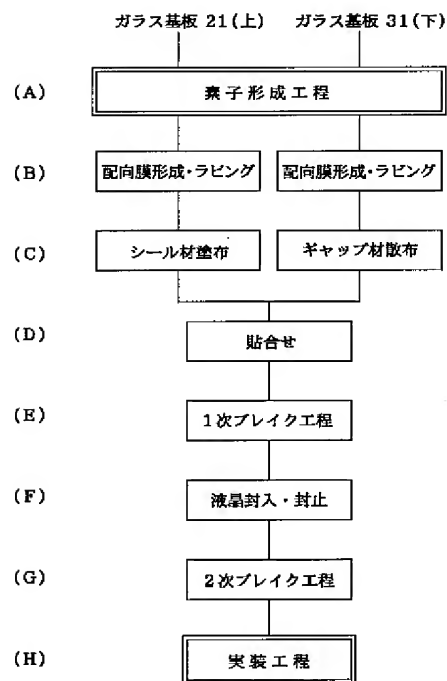 ガラス基板 21(上) ガラス基板 31(下)
(A) 素子形成工程
(B) 配向膜形成・ラビング 配向膜形成・ラビング
(C) シール材塗布 ギャップ材散布
(D) 貼合せ
(E) 1次ブレイク工程
(F) 液晶封入・封止
(G) 2次ブレイク工程
(H) 実装工程